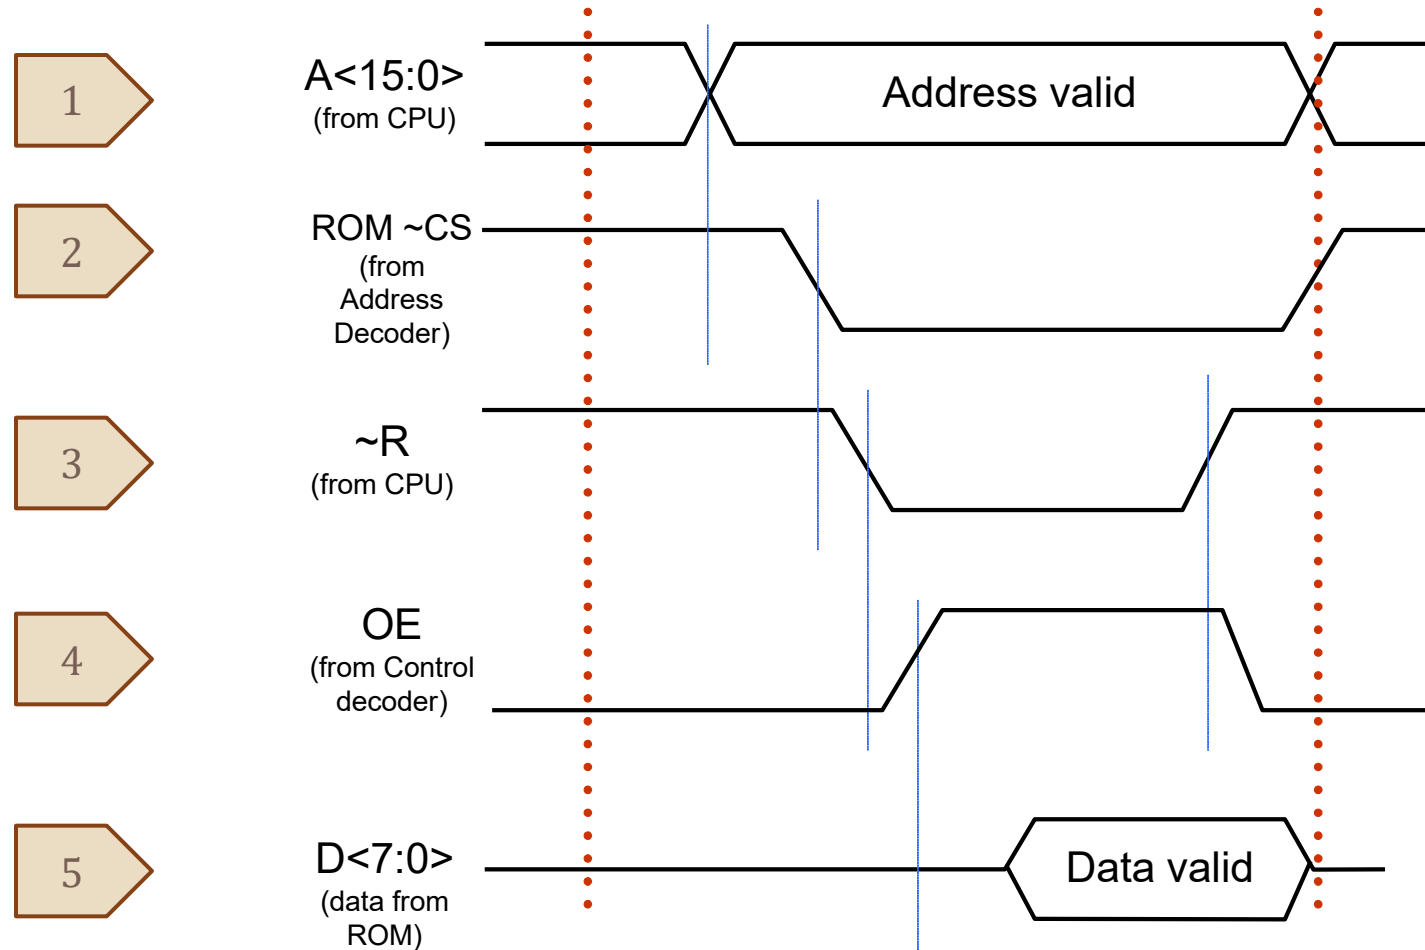 1
A<15:0>
(from CPU)
Address valid
2
ROM ~CS
(from
Address
Decoder)
3
~R
(from CPU)
4
OE
(from Control
decoder)
5
D<7:0>
(data from
ROM)
Data valid